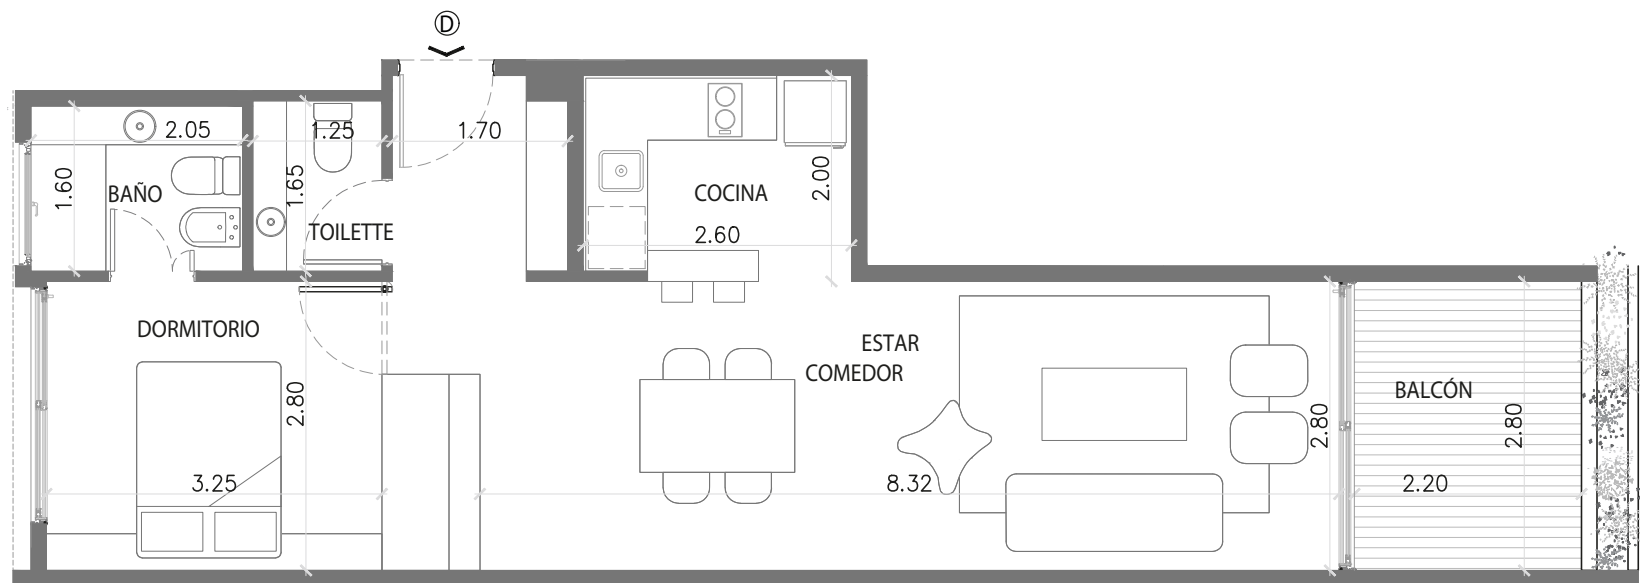 D
2.05
1.25
1.70
1.60
BAÑO
1.65
TOILETTE
COCINA
2.00
2.60
DORMITORIO
ESTAR
COMEDOR
BALCÓN
2.80
2.80
2.80
3.25
8.32
2.20